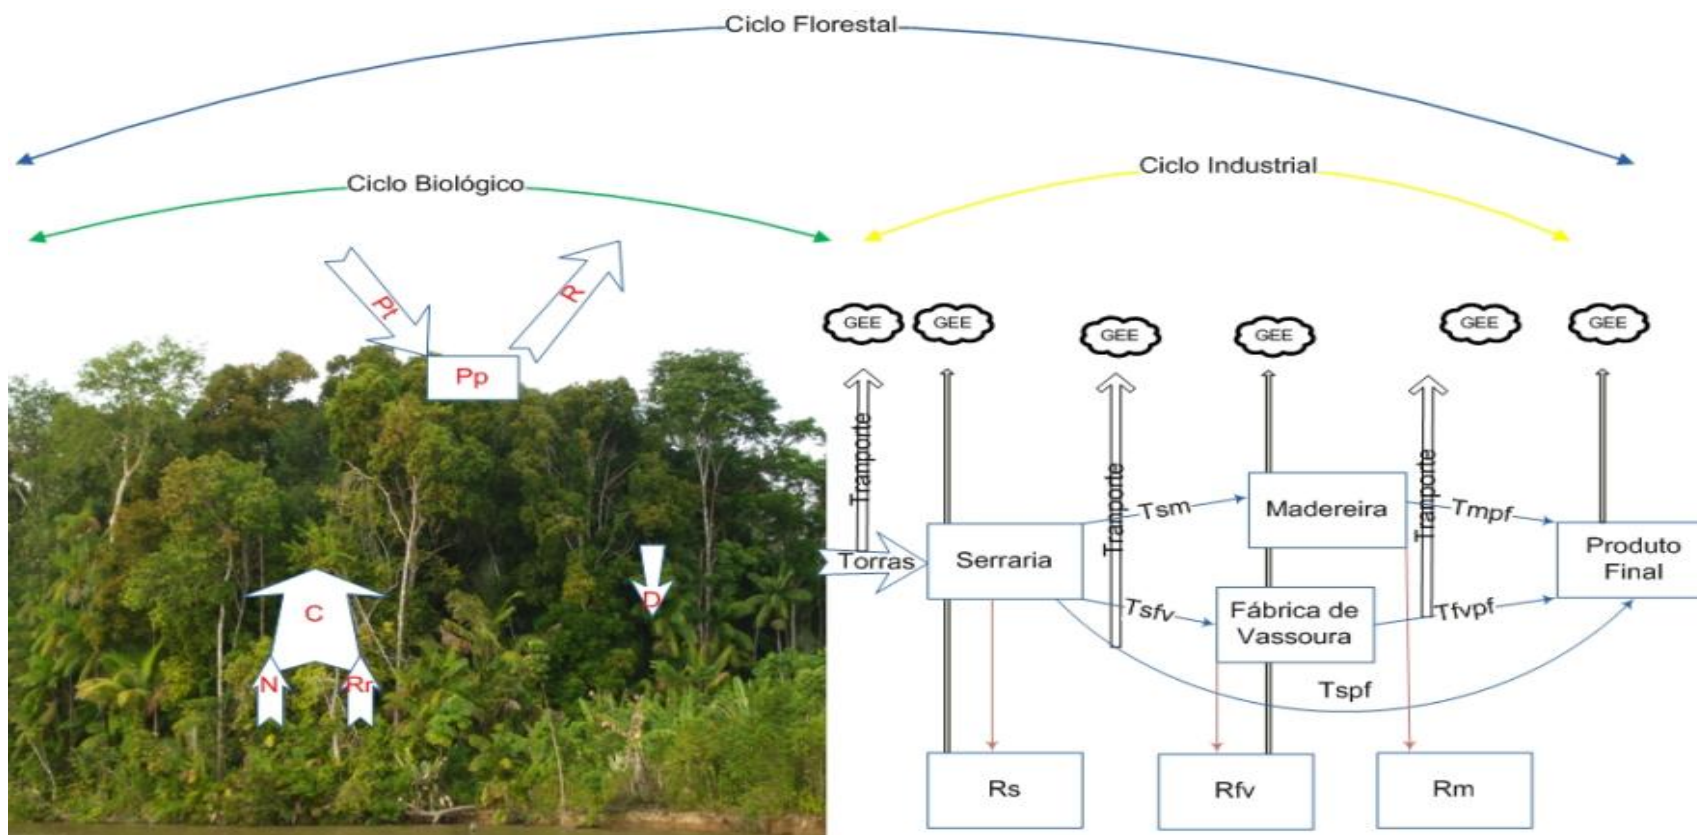 Ciclo Florestal
Ciclo Biológico
Ciclo Industrial
Pt
R
Pp
C
N
Rr
D
GEE
GEE
GEE
GEE
GEE
GEE
Tranporte
Tranporte
Tranporte
Torras
Serraria
Tsm
Tsfv
Madereira
Fábrica de
Vassoura
Tmpf
Tfvpf
Tspf
Produto
Final
Rs
Rfv
Rm